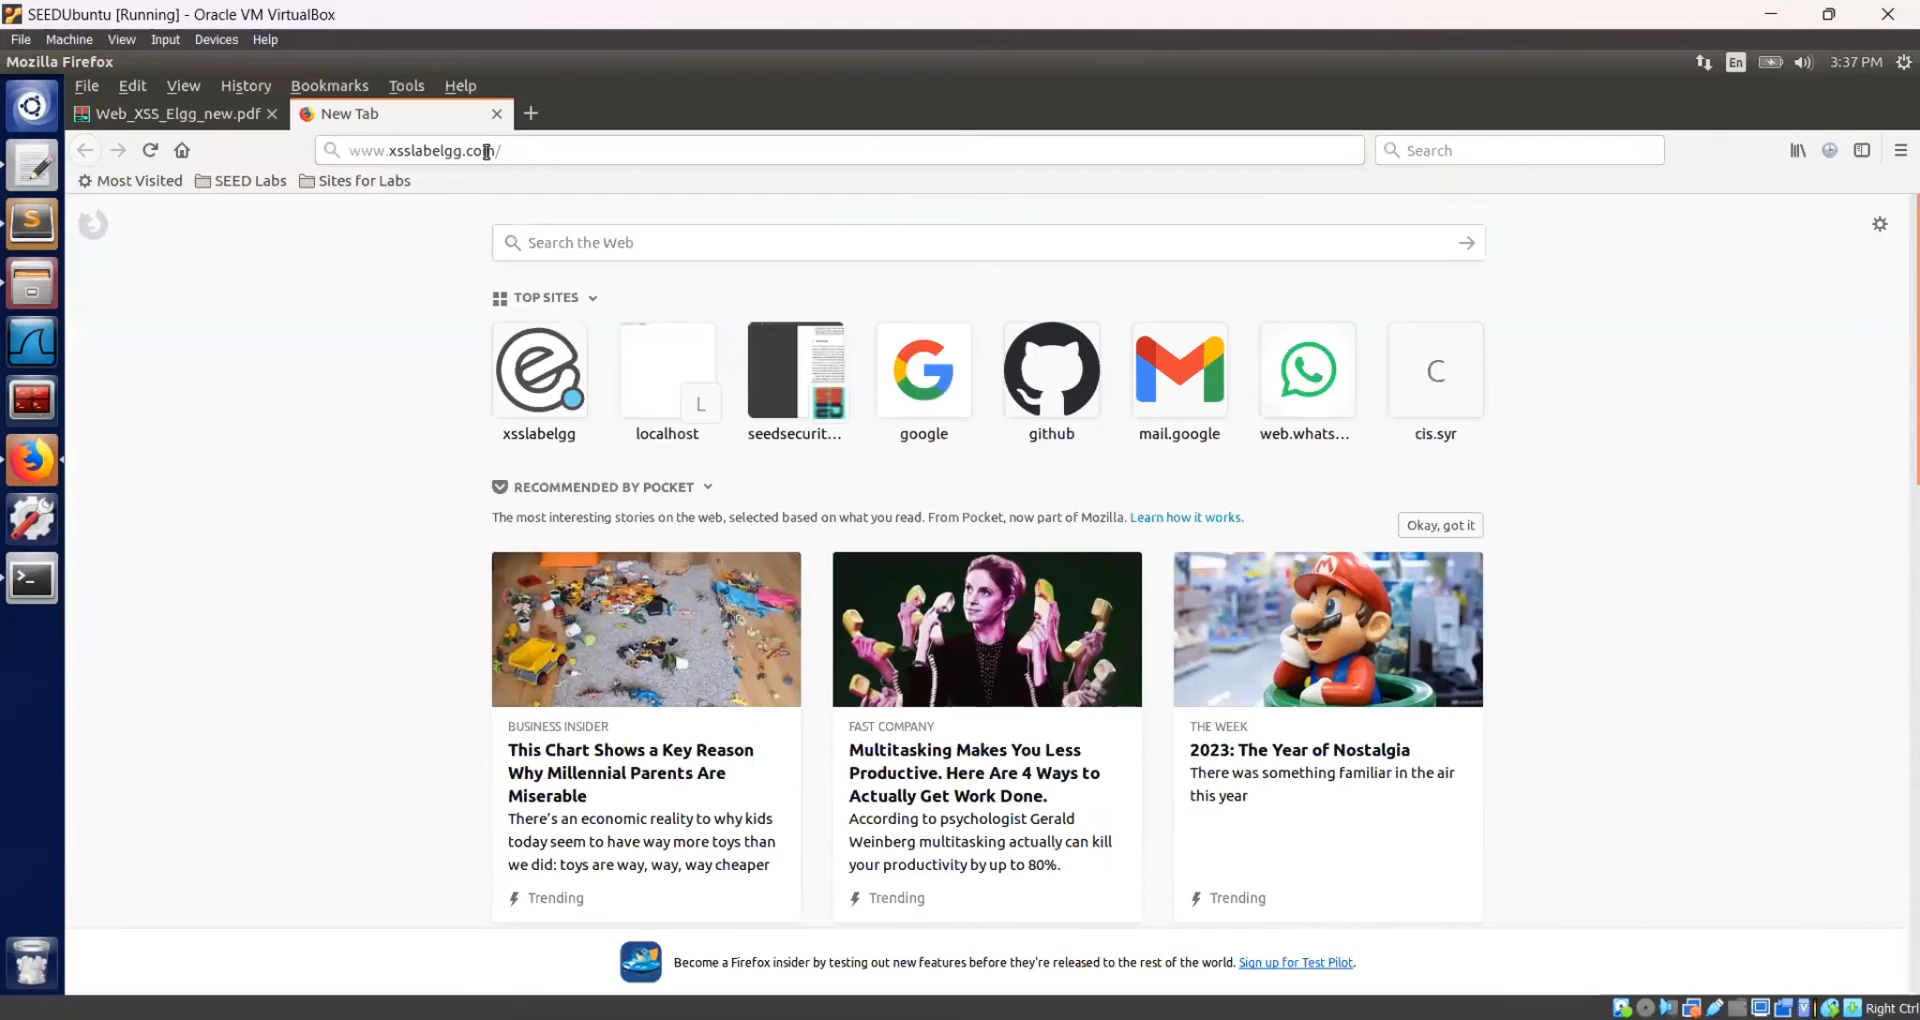 SEEDUbuntu [Running] - Oracle VM VirtualBox
File Machine View Input Devices Help
Mozilla Firefox
En
3:37 PM
File Edit View History Bookmarks Tools Help
Web_XSS_Elgg_new.pdf
New Tab
www.xsslabelgg.com/
Search
Most Visited SEED Labs Sites for Labs
Search the Web
TOP SITES
L
C
xsslabelgg localhost seedsecurit... google github mail.google web.whats... cis.syr
RECOMMENDED BY POCKET
The most interesting stories on the web, selected based on what you read. From Pocket, now part of Mozilla. Learn how it works.
Okay, got it
BUSINESS INSIDER
This Chart Shows a Key Reason
Why Millennial Parents Are
Miserable
There's an economic reality to why kids
today seem to have way more toys than
we did: toys are way, way, way cheaper
Trending
FAST COMPANY
Multitasking Makes You Less
Productive. Here Are 4 Ways to
Actually Get Work Done.
According to psychologist Gerald
Weinberg multitasking actually can kill
your productivity by up to 80%.
Trending
THE WEEK
2023: The Year of Nostalgia
There was something familiar in the air
this year
Trending
Become a Firefox insider by testing out new features before they're released to the rest of the world. Sign up for Test Pilot.
Right Ctrl